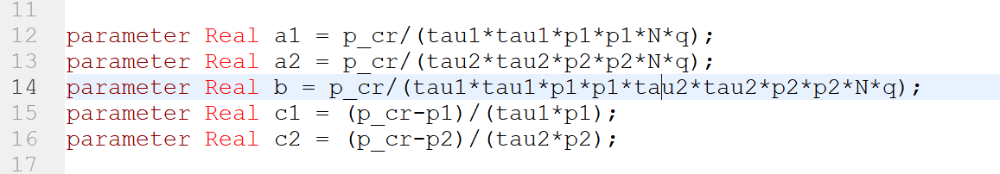 11
12 parameter Real a1 = p_cr/(tau1*tau1*p1*p1*N*q);
13 parameter Real a2 = p_cr/(tau2*tau2*p2*p2*N*q);
14 parameter Real b = p_cr/(tau1*tau1*p1*p1*tau2*tau2*p2*p2*N*q);
15 parameter Real c1 = (p_cr-p1)/(tau1*p1);
16 parameter Real c2 = (p_cr-p2)/(tau2*p2);
17